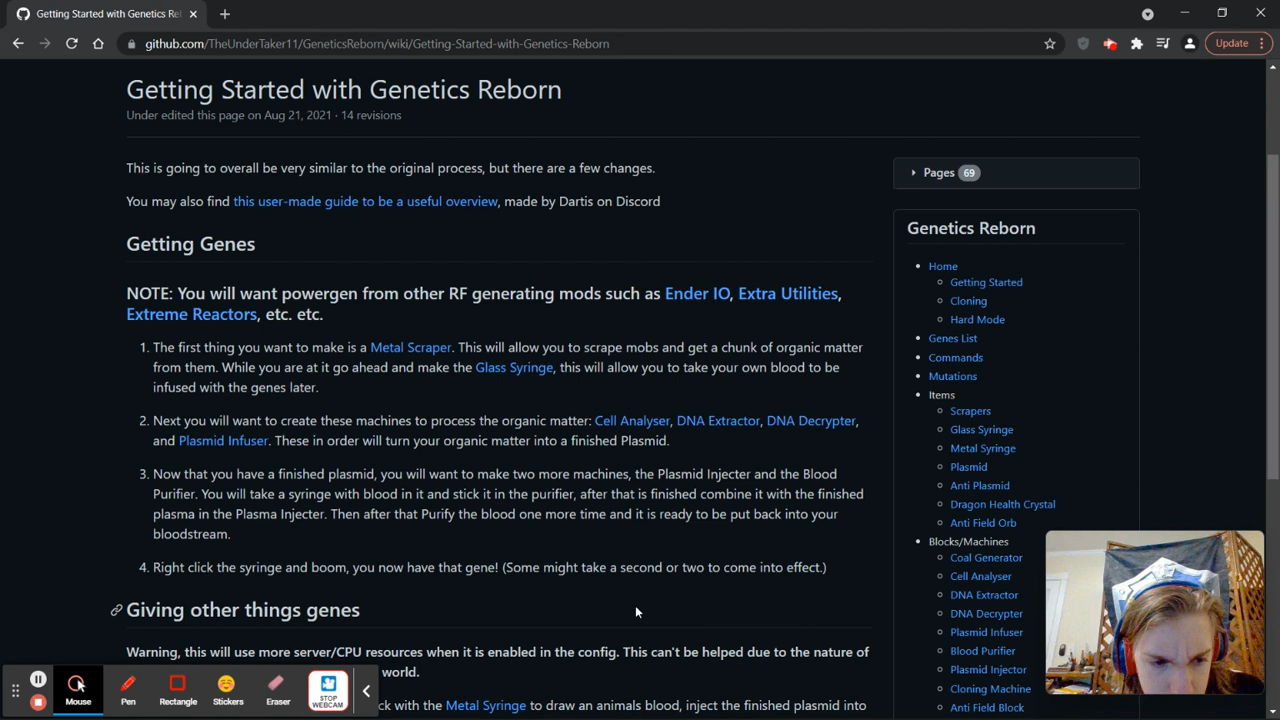 Getting Started with Genetics Re
github.com/TheUnderTaker11/GeneticsReborn/wiki/Getting-Started-with-Genetics-Reborn
Update
Getting Started with Genetics Reborn
Under edited this page on Aug 21, 2021 · 14 revisions
This is going to overall be very similar to the original process, but there are a few changes.
You may also find this user-made guide to be a useful overview, made by Dartis on Discord
Getting Genes
NOTE: You will want powergen from other RF generating mods such as Ender IO, Extra Utilities,
Extreme Reactors, etc. etc.
1. The first thing you want to make is a Metal Scraper. This will allow you to scrape mobs and get a chunk of organic matter
from them. While you are at it go ahead and make the Glass Syringe, this will allow you to take your own blood to be
infused with the genes later.
2. Next you will want to create these machines to process the organic matter: Cell Analyser, DNA Extractor, DNA Decrypter,
and Plasmid Infuser. These in order will turn your organic matter into a finished Plasmid.
3. Now that you have a finished plasmid, you will want to make two more machines, the Plasmid Injecter and the Blood
Purifier. You will take a syringe with blood in it and stick it in the purifier, after that is finished combine it with the finished
plasma in the Plasma Injecter. Then after that Purify the blood one more time and it is ready to be put back into your
bloodstream.
4. Right click the syringe and boom, you now have that gene! (Some might take a second or two to come into effect.)
Giving other things genes
Warning, this will use more server/CPU resources when it is enabled in the config. This can't be helped due to the nature of
world.
ck with the Metal Syringe to draw an animals blood, inject the finished plasmid into
Pages 69
Genetics Reborn
Home
Getting Started
Cloning
Hard Mode
Genes List
Commands
Mutations
Items
Scrapers
Glass Syringe
Metal Syringe
Plasmid
Anti Plasmid
Dragon Health Crystal
Anti Field Orb
Blocks/Machines
Coal Generator
Cell Analyser
DNA Extractor
DNA Decrypter
Plasmid Infuser
Blood Purifier
Plasmid Injector
Cloning Machine
Anti Field Block
Mouse
Pen
Rectangle
Stickers
Eraser
STOP
WEBCAM